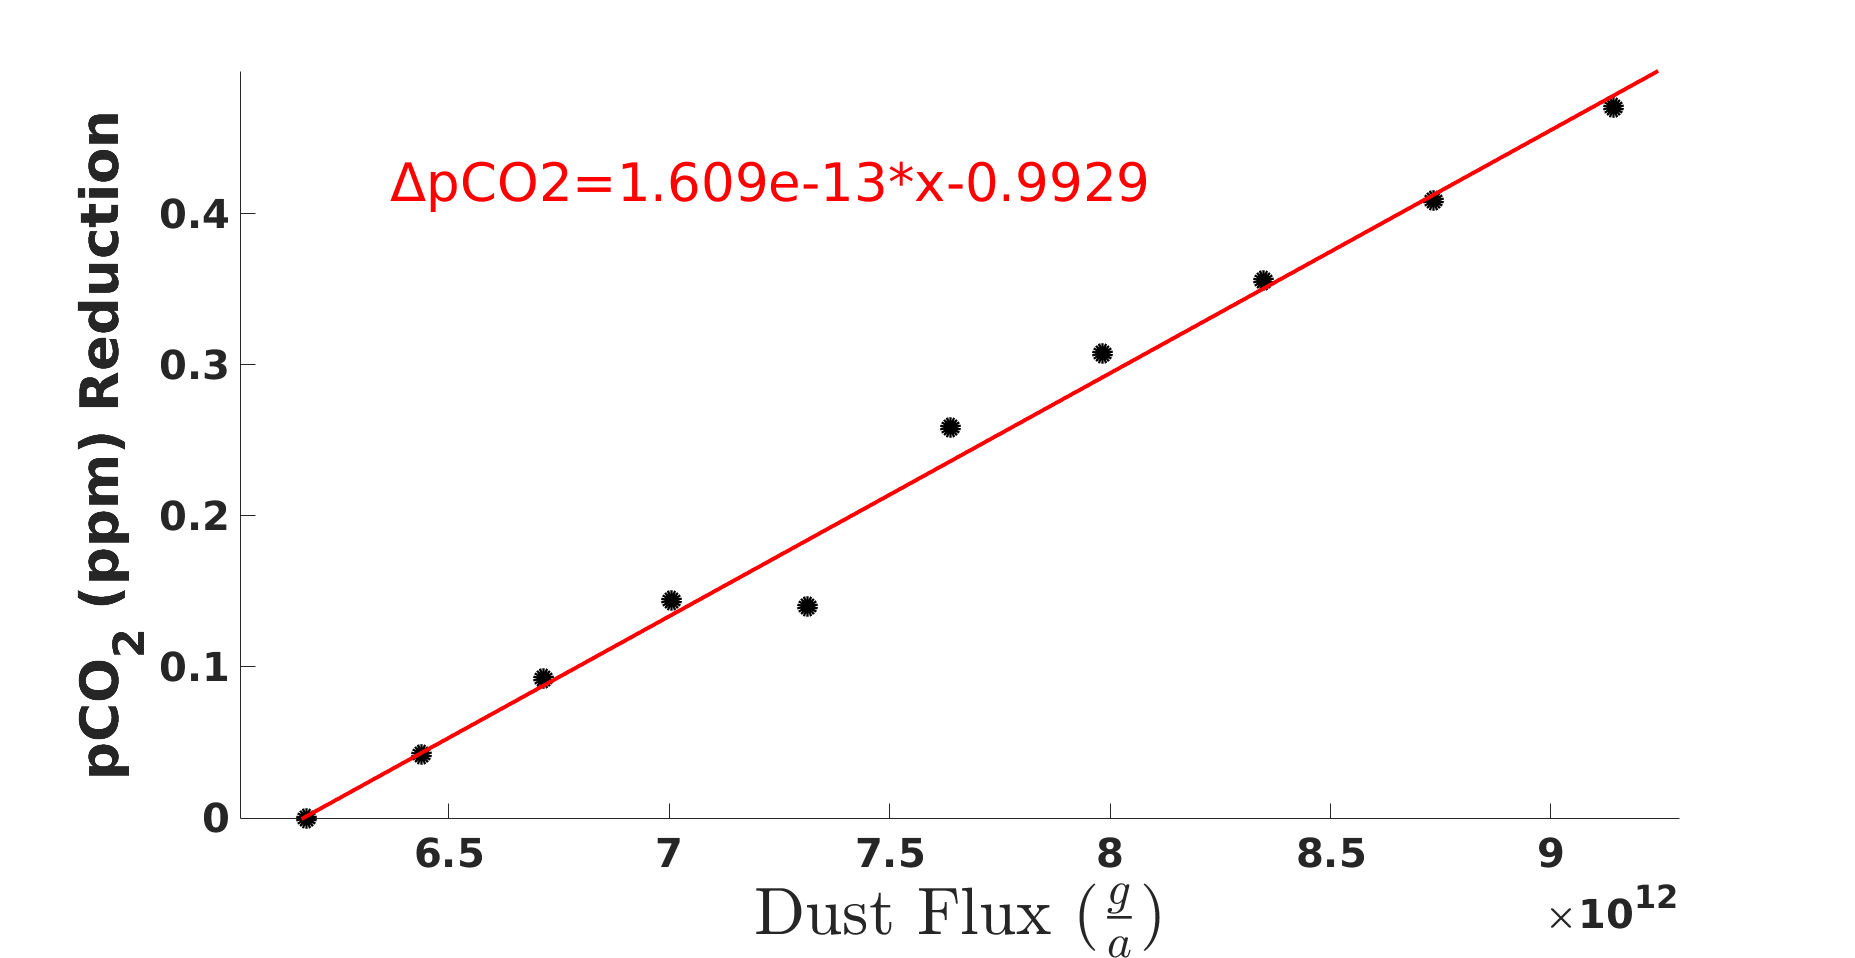 ΔpCO2=1.609e-13*x-0.9929
pCO₂ (ppm) Reduction
0.4
0.3
0.2
0.1
0
6.5 7 7.5 8 8.5 9
×10¹²
Dust Flux (g/a)